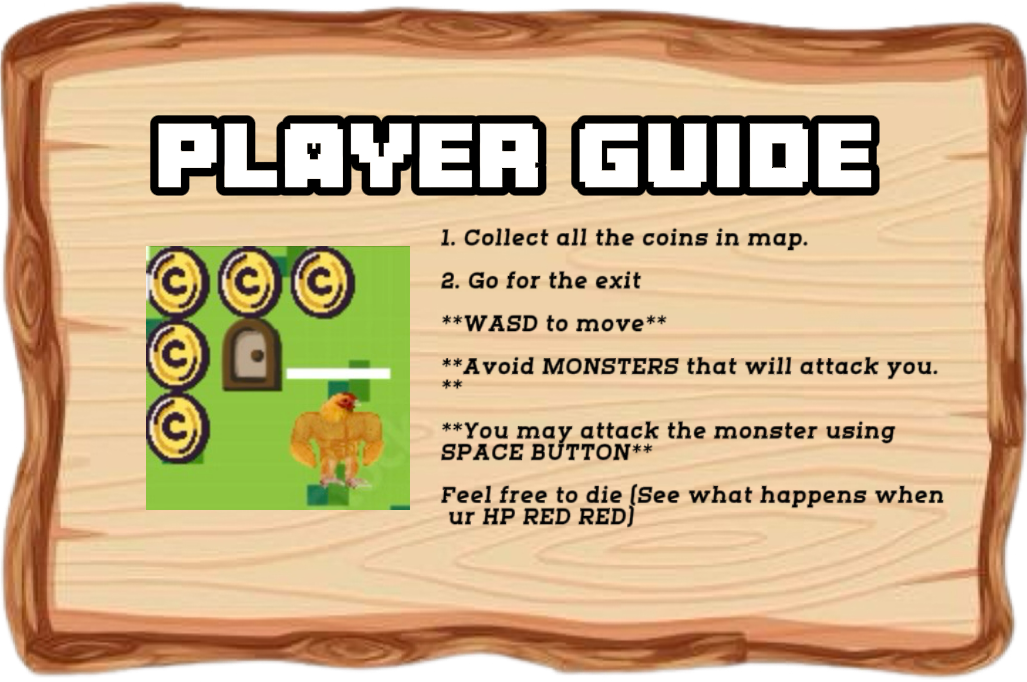 PLAYER GUIDE
C C C
C
C
1. Collect all the coins in map.
2. Go for the exit
**WASD to move**
**Avoid MONSTERS that will attack you.
**
**You may attack the monster using
SPACE BUTTON**
Feel free to die (See what happens when
ur HP RED RED)